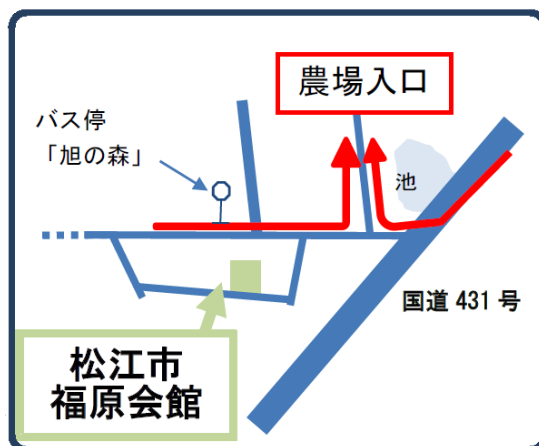 農場入口
バス停
「旭の森」
池
国道 431 号
松江市
福原会館